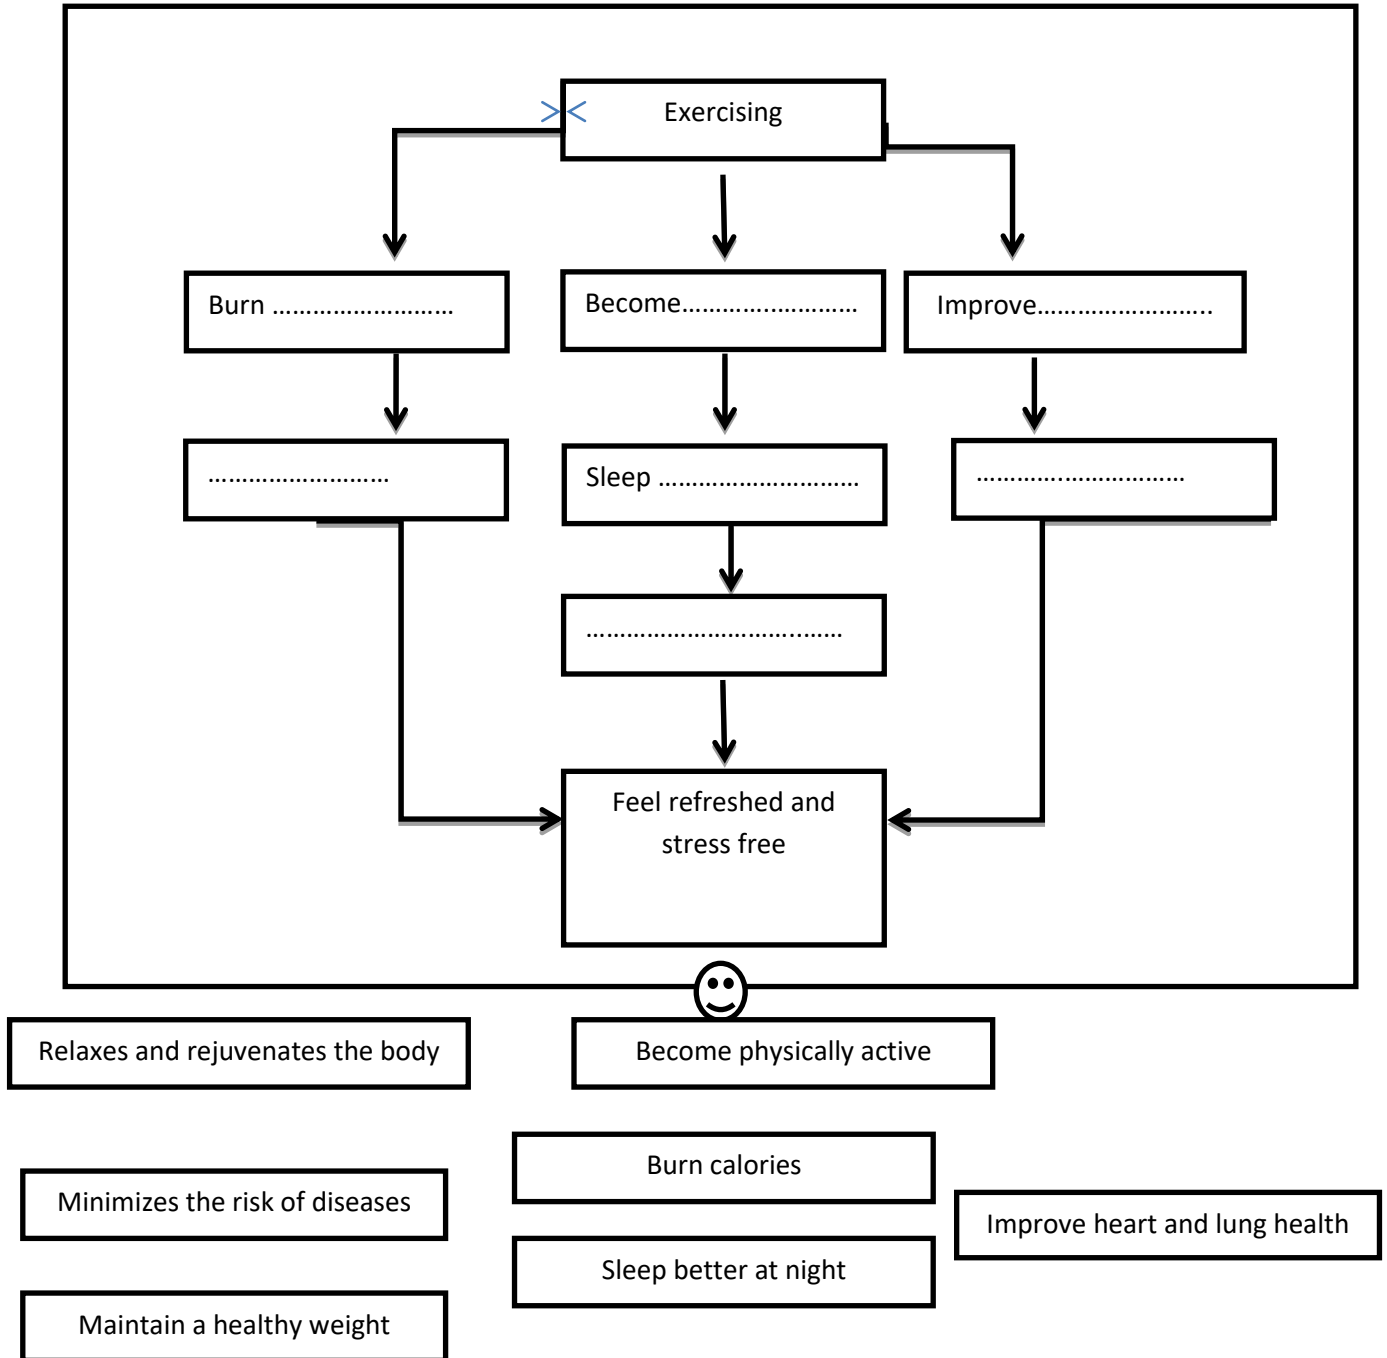 Exercising
Burn ........................
Become........................
Improve........................
........................
Sleep ..............................
..............................
................................
Feel refreshed and
stress free
Relaxes and rejuvenates the body
Become physically active
Burn calories
Minimizes the risk of diseases
Improve heart and lung health
Sleep better at night
Maintain a healthy weight